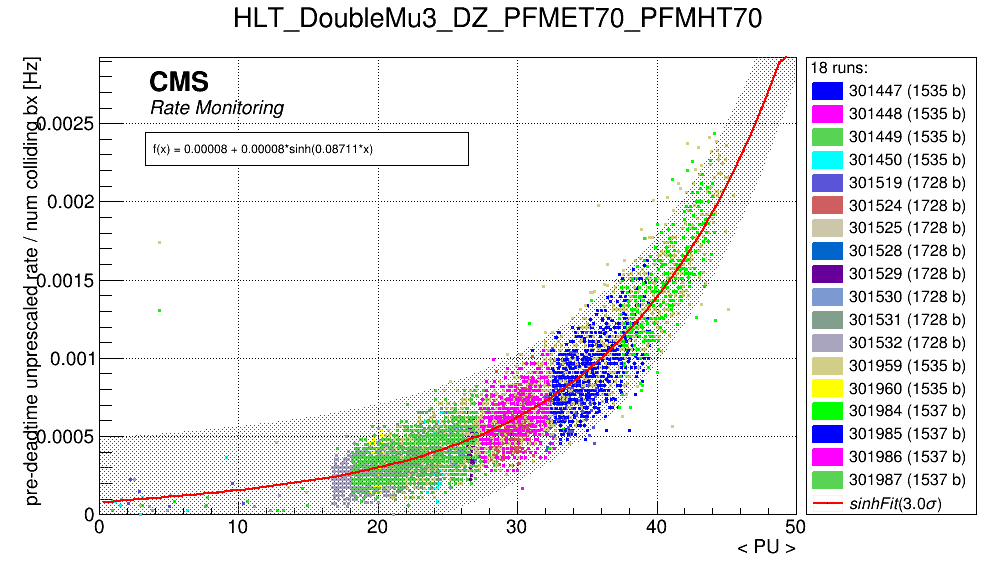 HLT_DoubleMu3_DZ_PFMET70_PFMHT70
pre-deadtime unprescaled rate / num colliding bx [Hz]
CMS
Rate Monitoring
f(x) = 0.00008 + 0.00008*sinh(0.08711*x)
0.0025
0.002
0.0015
0.001
0.0005
0
0 10 20 30 40 50
< PU >
18 runs:
301447 (1535 b)
301448 (1535 b)
301449 (1535 b)
301450 (1535 b)
301519 (1728 b)
301524 (1728 b)
301525 (1728 b)
301528 (1728 b)
301529 (1728 b)
301530 (1728 b)
301531 (1728 b)
301532 (1728 b)
301959 (1535 b)
301960 (1535 b)
301984 (1537 b)
301985 (1537 b)
301986 (1537 b)
301987 (1537 b)
sinhFit(3.0σ)